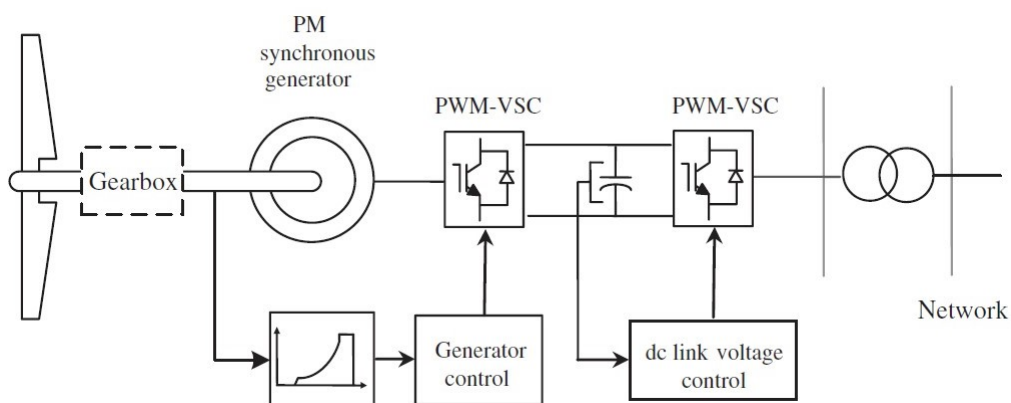 PM
synchronous
generator
PWM-VSC
PWM-VSC
Gearbox
Network
Generator
control
dc link voltage
control